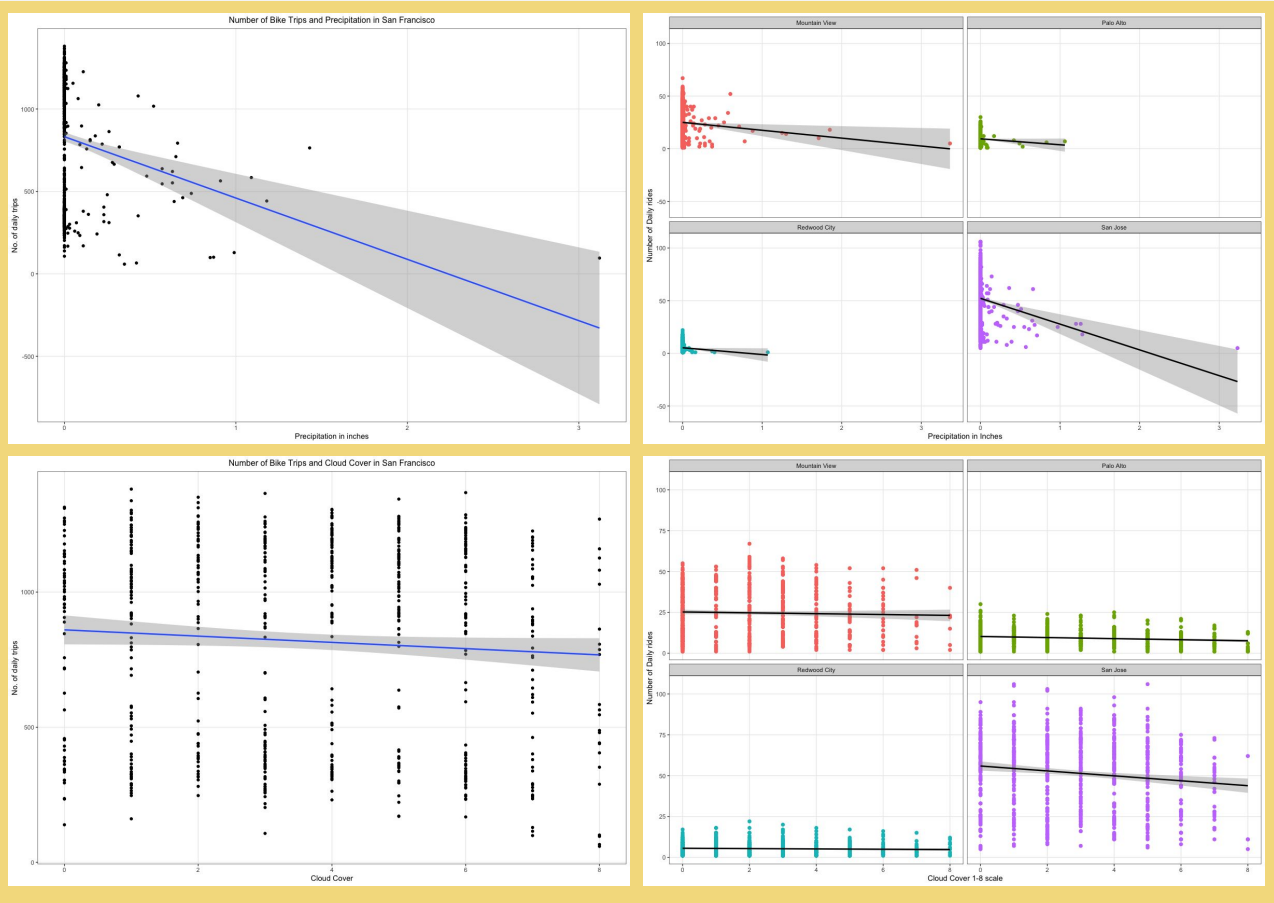 Number of Bike Trips and Precipitation in San Francisco
No. of daily trips
1000
500
0
-500
0 1 2 3
Precipitation in inches
Mountain View Palo Alto
100
50
0
-50
Redwood City San Jose
100
50
0
-50
Number of Daily rides
0 1 2 3 0 1 2 3
Precipitation in Inches
Number of Bike Trips and Cloud Cover in San Francisco
No. of daily trips
1000
500
0
0 2 4 6 8
Cloud Cover
Mountain View Palo Alto
100
75
50
25
0
Redwood City San Jose
100
75
50
25
0
Number of Daily rides
0 2 4 6 8 0 2 4 6 8
Cloud Cover 1-8 scale